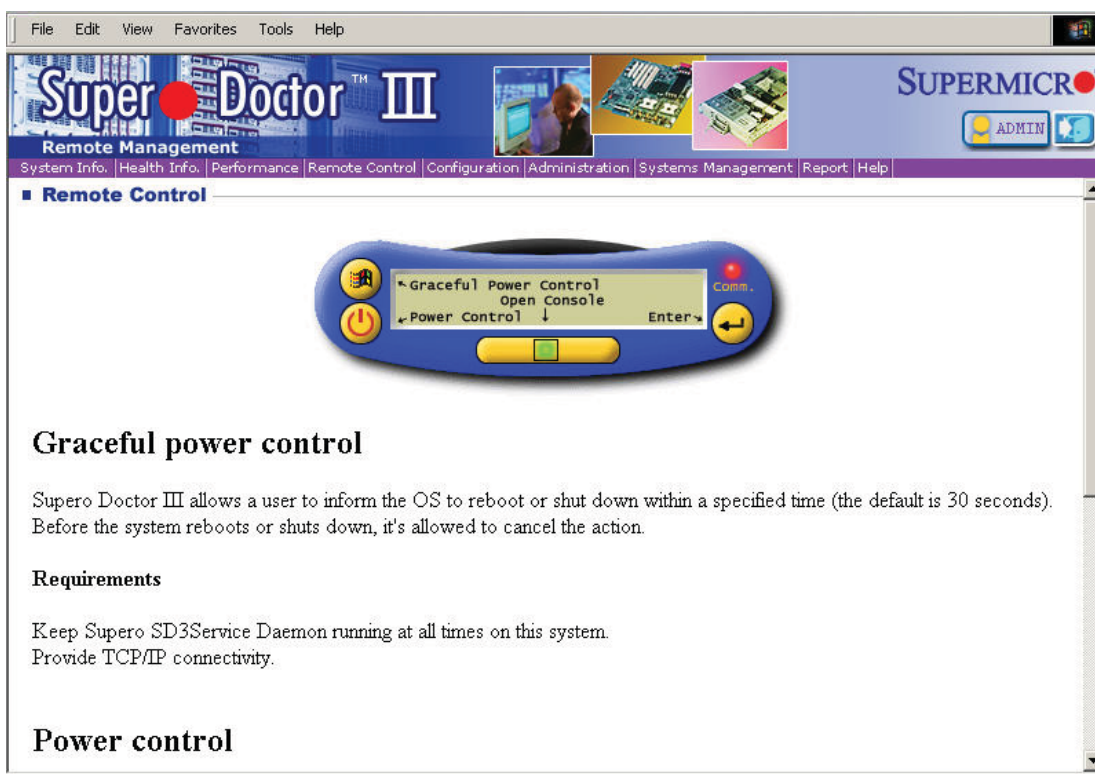 File Edit View Favorites Tools Help
Super Doctor ™ III
SUPERMICR
Remote Management
ADMIN
System Info. Health Info. Performance Remote Control Configuration Administration Systems Management Report Help
Remote Control
Graceful Power Control
Open Console
Power Control Enter
Comm.
Graceful power control
Supero Doctor III allows a user to inform the OS to reboot or shut down within a specified time (the default is 30 seconds).
Before the system reboots or shuts down, it's allowed to cancel the action.
Requirements
Keep Supero SD3Service Daemon running at all times on this system.
Provide TCP/IP connectivity.
Power control